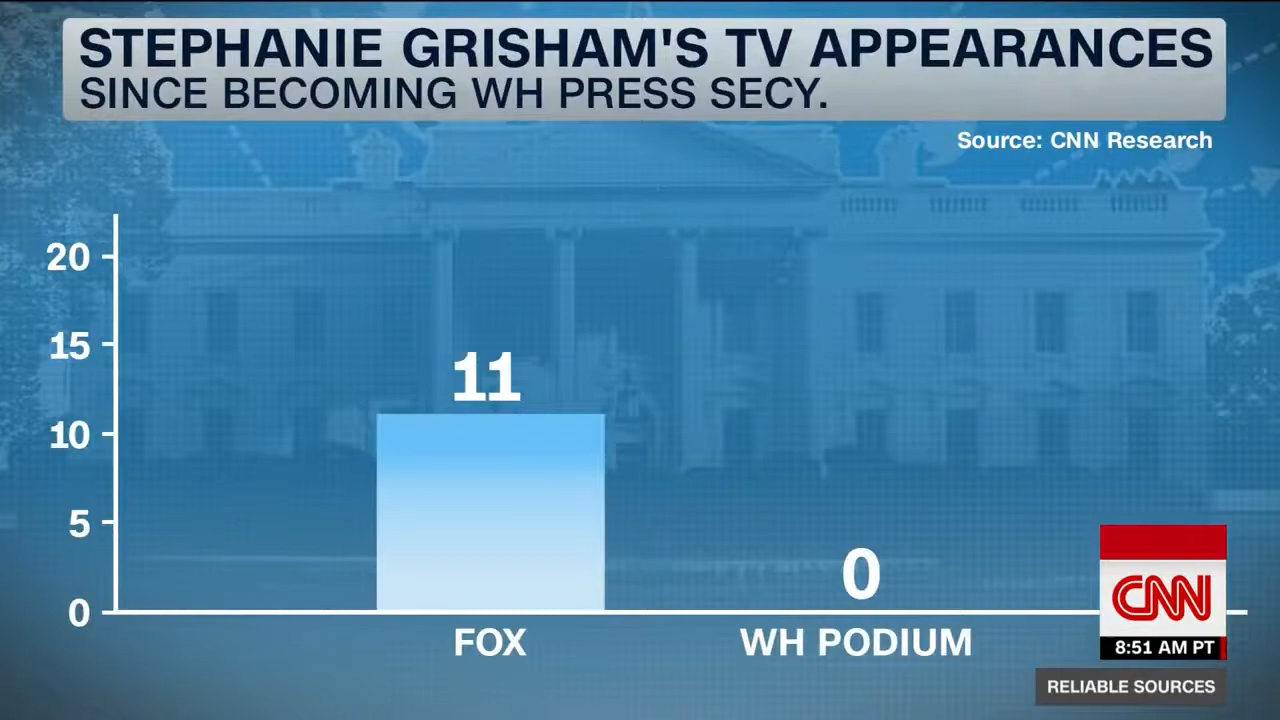 STEPHANIE GRISHAM'S TV APPEARANCES
SINCE BECOMING WH PRESS SECY.
Source: CNN Research
20
15
10
5
0
11
0
FOX
WH PODIUM
CNN
8:51 AM PT
RELIABLE SOURCES